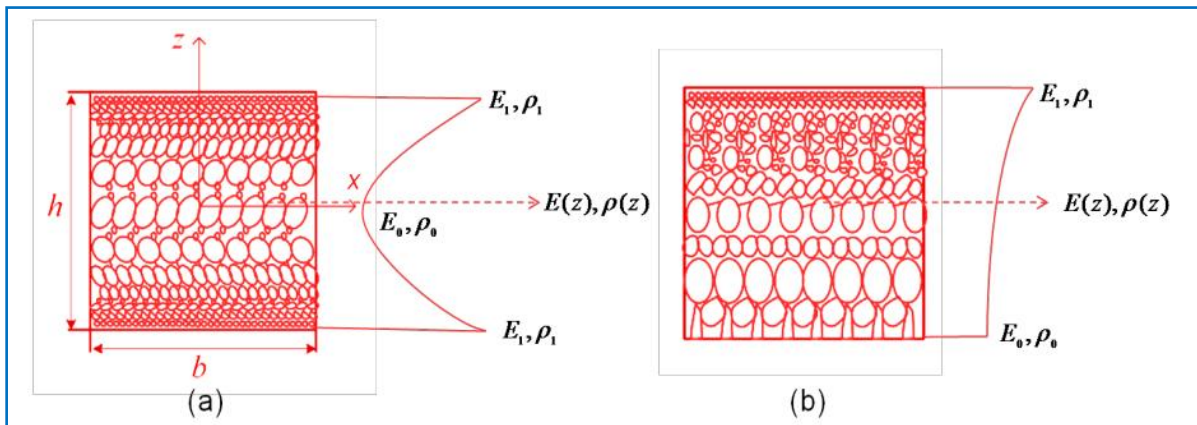 z
E₁, ρ₁
x
h
E(z), ρ(z)
E₀, ρ₀
E₁, ρ₁
b
(a)
E₁, ρ₁
E(z), ρ(z)
E₀, ρ₀
(b)